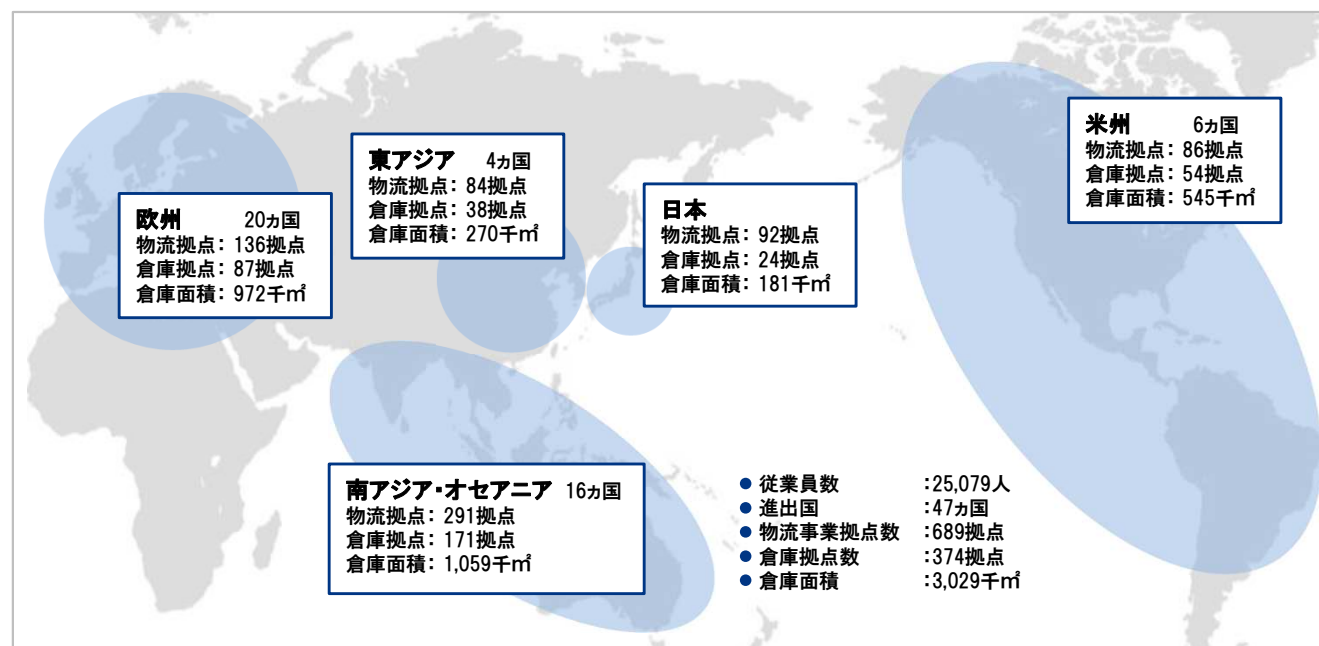 欧州 20ヵ国
物流拠点: 136拠点
倉庫拠点: 87拠点
倉庫面積: 972千㎡
東アジア 4ヵ国
物流拠点: 84拠点
倉庫拠点: 38拠点
倉庫面積: 270千㎡
日本
物流拠点: 92拠点
倉庫拠点: 24拠点
倉庫面積: 181千㎡
米州 6ヵ国
物流拠点: 86拠点
倉庫拠点: 54拠点
倉庫面積: 545千㎡
南アジア・オセアニア 16ヵ国
物流拠点: 291拠点
倉庫拠点: 171拠点
倉庫面積: 1,059千㎡
● 従業員数 :25,079人
● 進出国 :47ヵ国
● 物流事業拠点数 :689拠点
● 倉庫拠点数 :374拠点
● 倉庫面積 :3,029千㎡